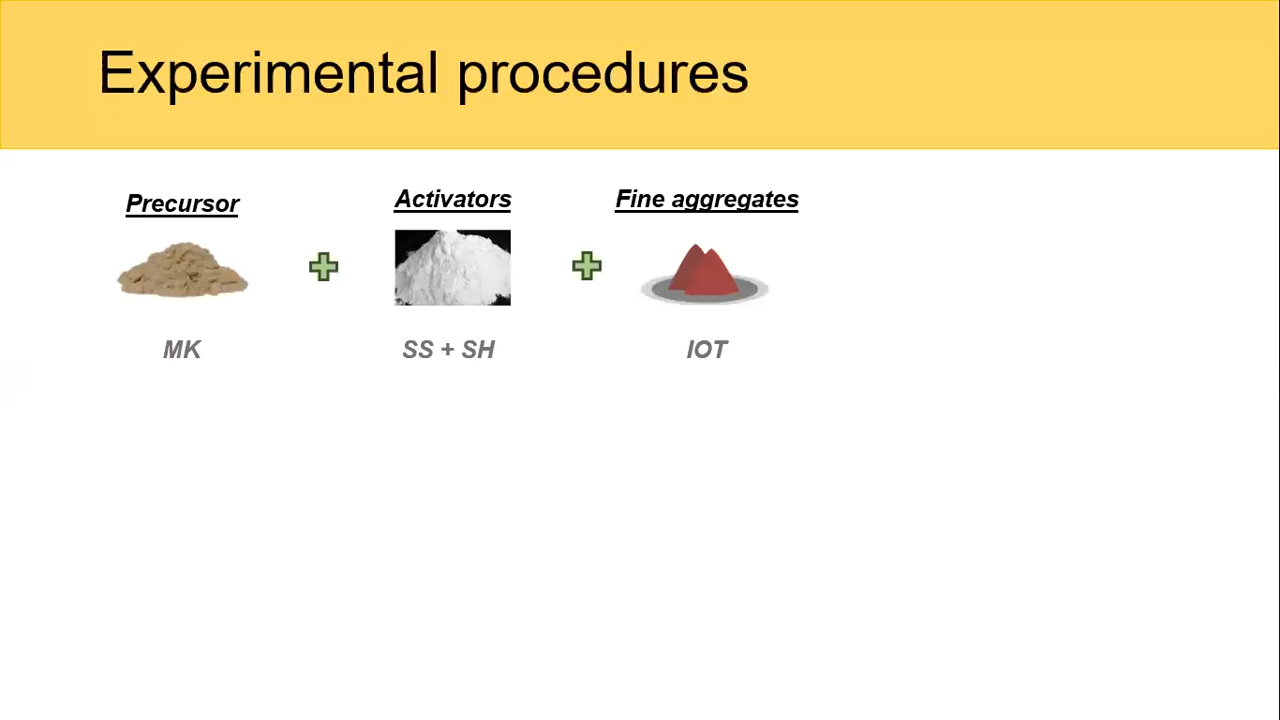 Experimental procedures
Precursor
Activators
Fine aggregates
MK
SS + SH
IOT